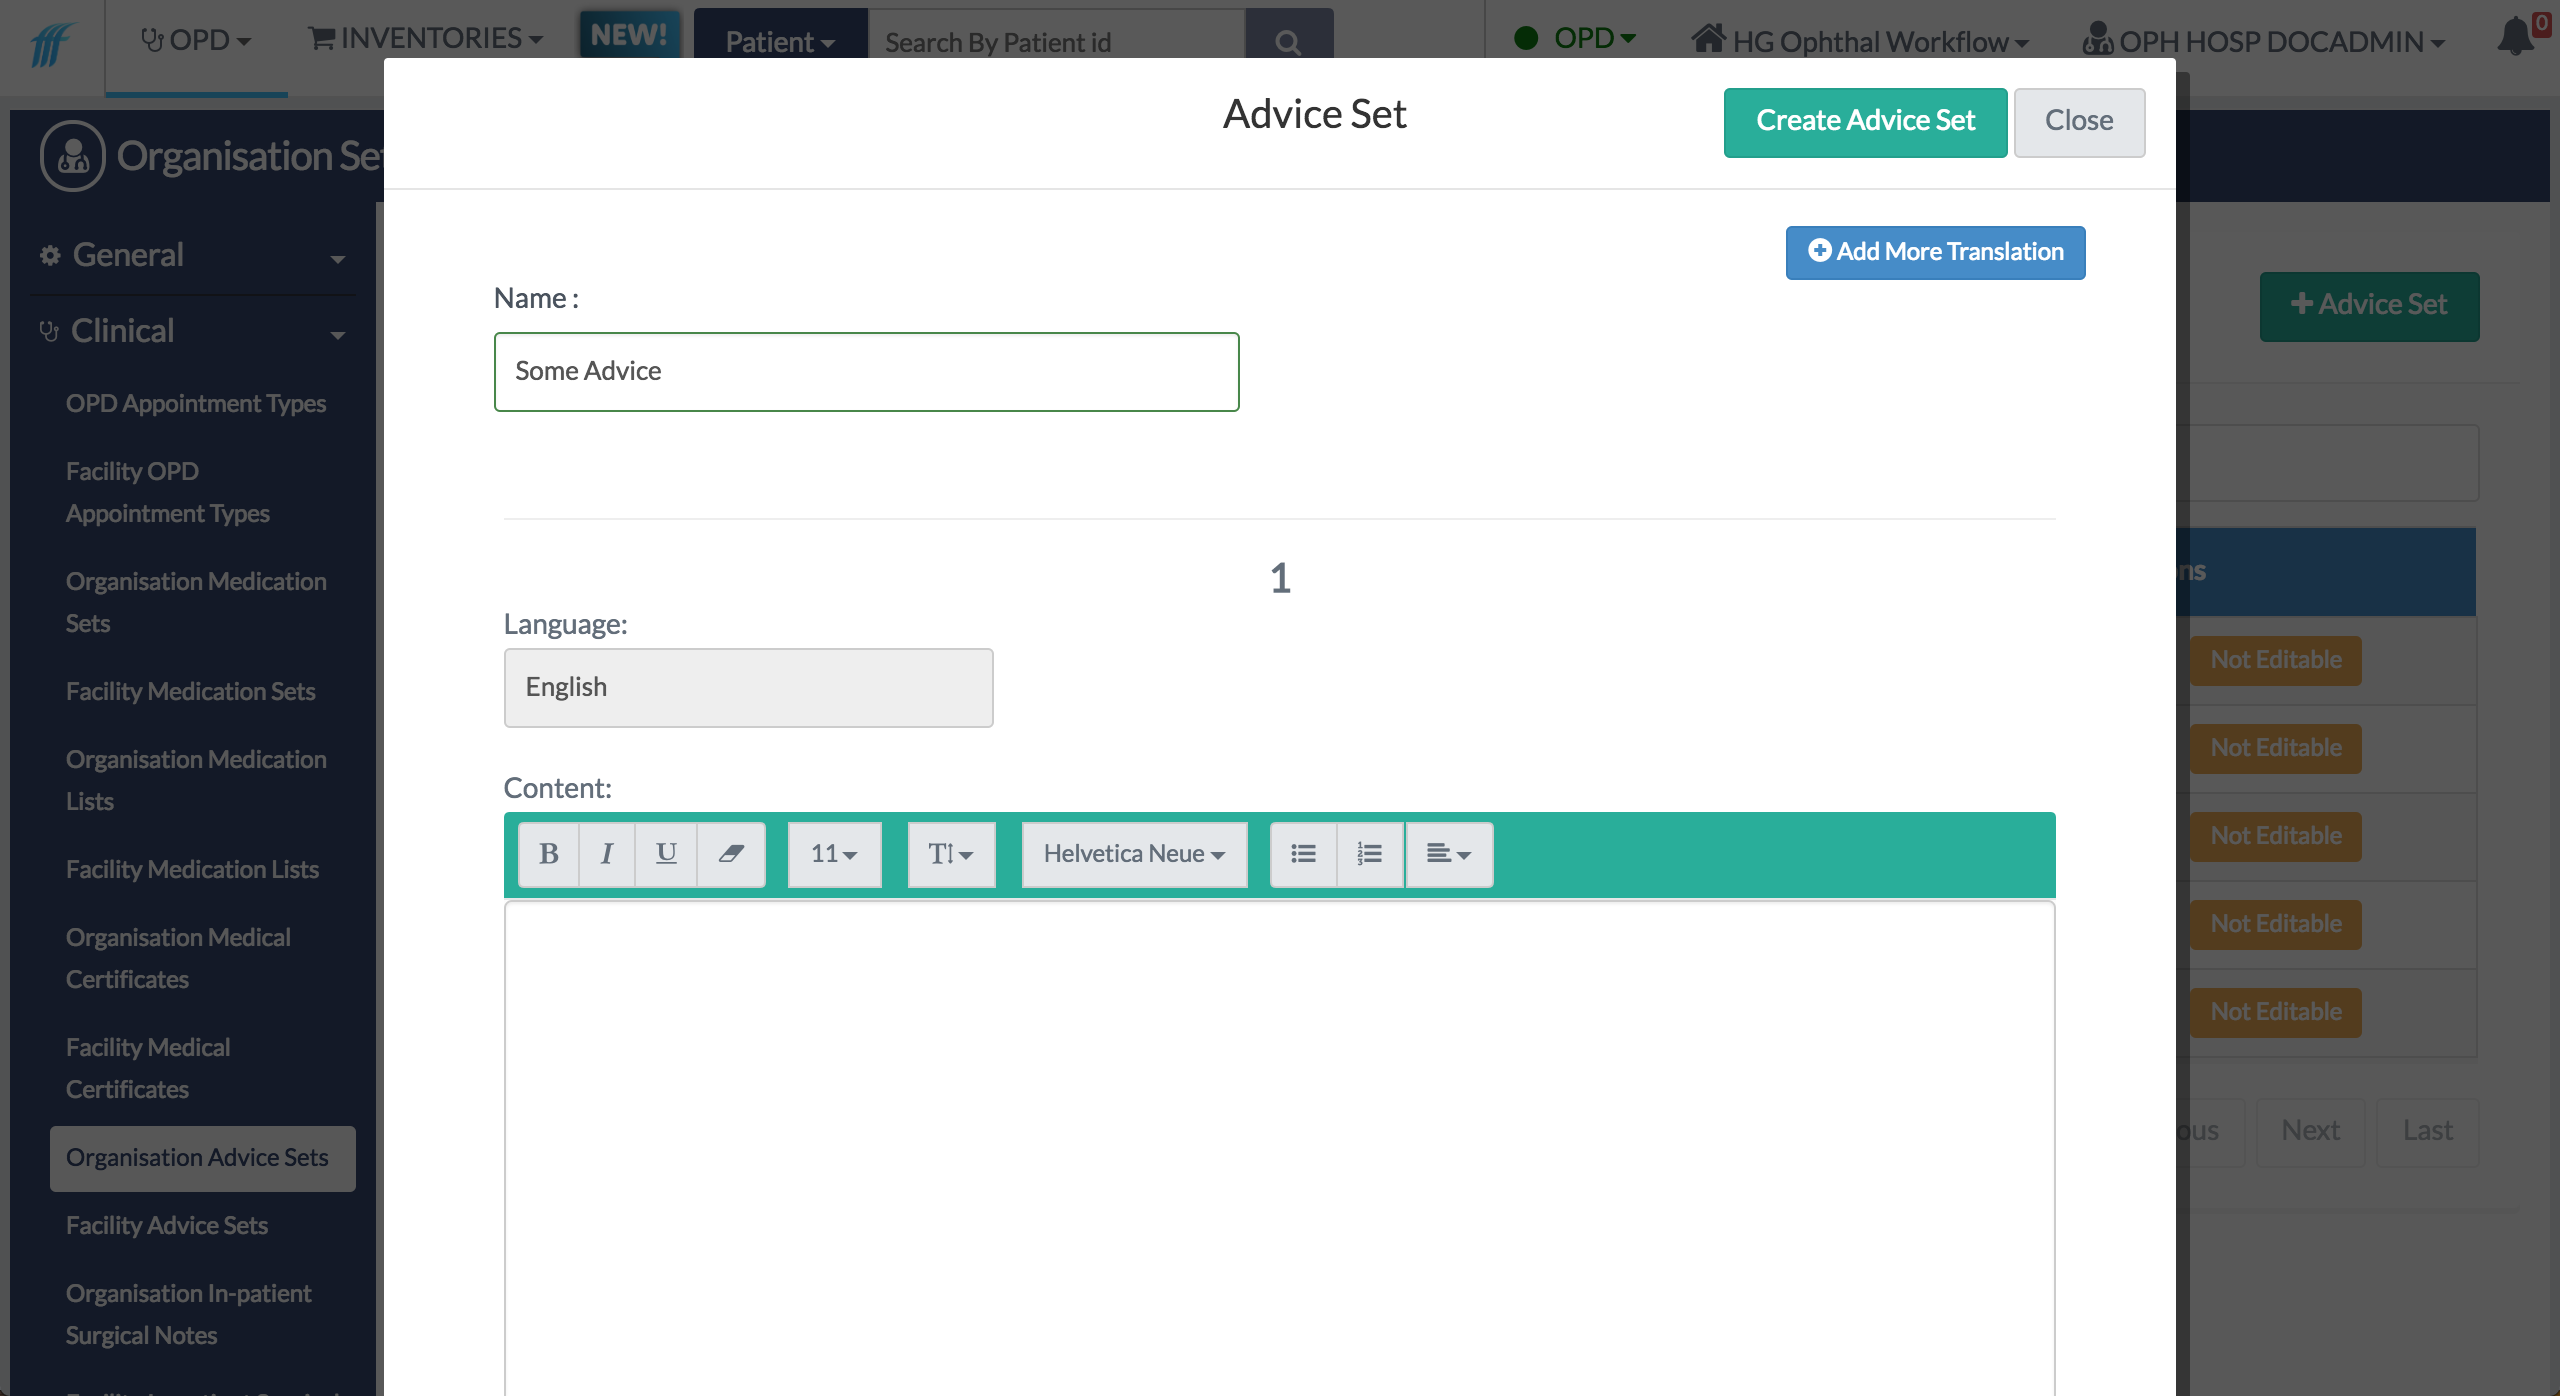 OPD
INVENTORIES
NEW!
Patient
Search By Patient id
OPD
HG Ophthal Workflow
OPH HOSP DOCADMIN
0
Organisation Set
Advice Set
Create Advice Set
Close
General
Clinical
OPD Appointment Types
Facility OPD
Appointment Types
Organisation Medication
Sets
Facility Medication Sets
Organisation Medication
Lists
Facility Medication Lists
Organisation Medical
Certificates
Facility Medical
Certificates
Organisation Advice Sets
Facility Advice Sets
Organisation In-patient
Surgical Notes
Add More Translation
Name :
Some Advice
1
Language:
English
Content:
B I U
11
T
Helvetica Neue
Advice Set
ns
Not Editable
Not Editable
Not Editable
Not Editable
Not Editable
ous
Next
Last